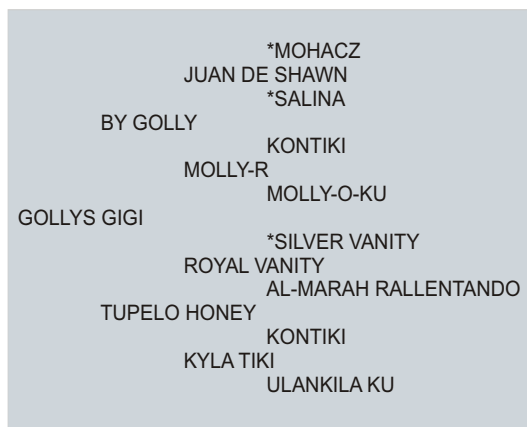 *MOHACZ
JUAN DE SHAWN
*SALINA
BY GOLLY
KONTIKI
MOLLY-R
MOLLY-O-KU
GOLLYS GIGI
*SILVER VANITY
ROYAL VANITY
AL-MARAH RALLENTANDO
TUPELO HONEY
KONTIKI
KYLA TIKI
ULANKILA KU